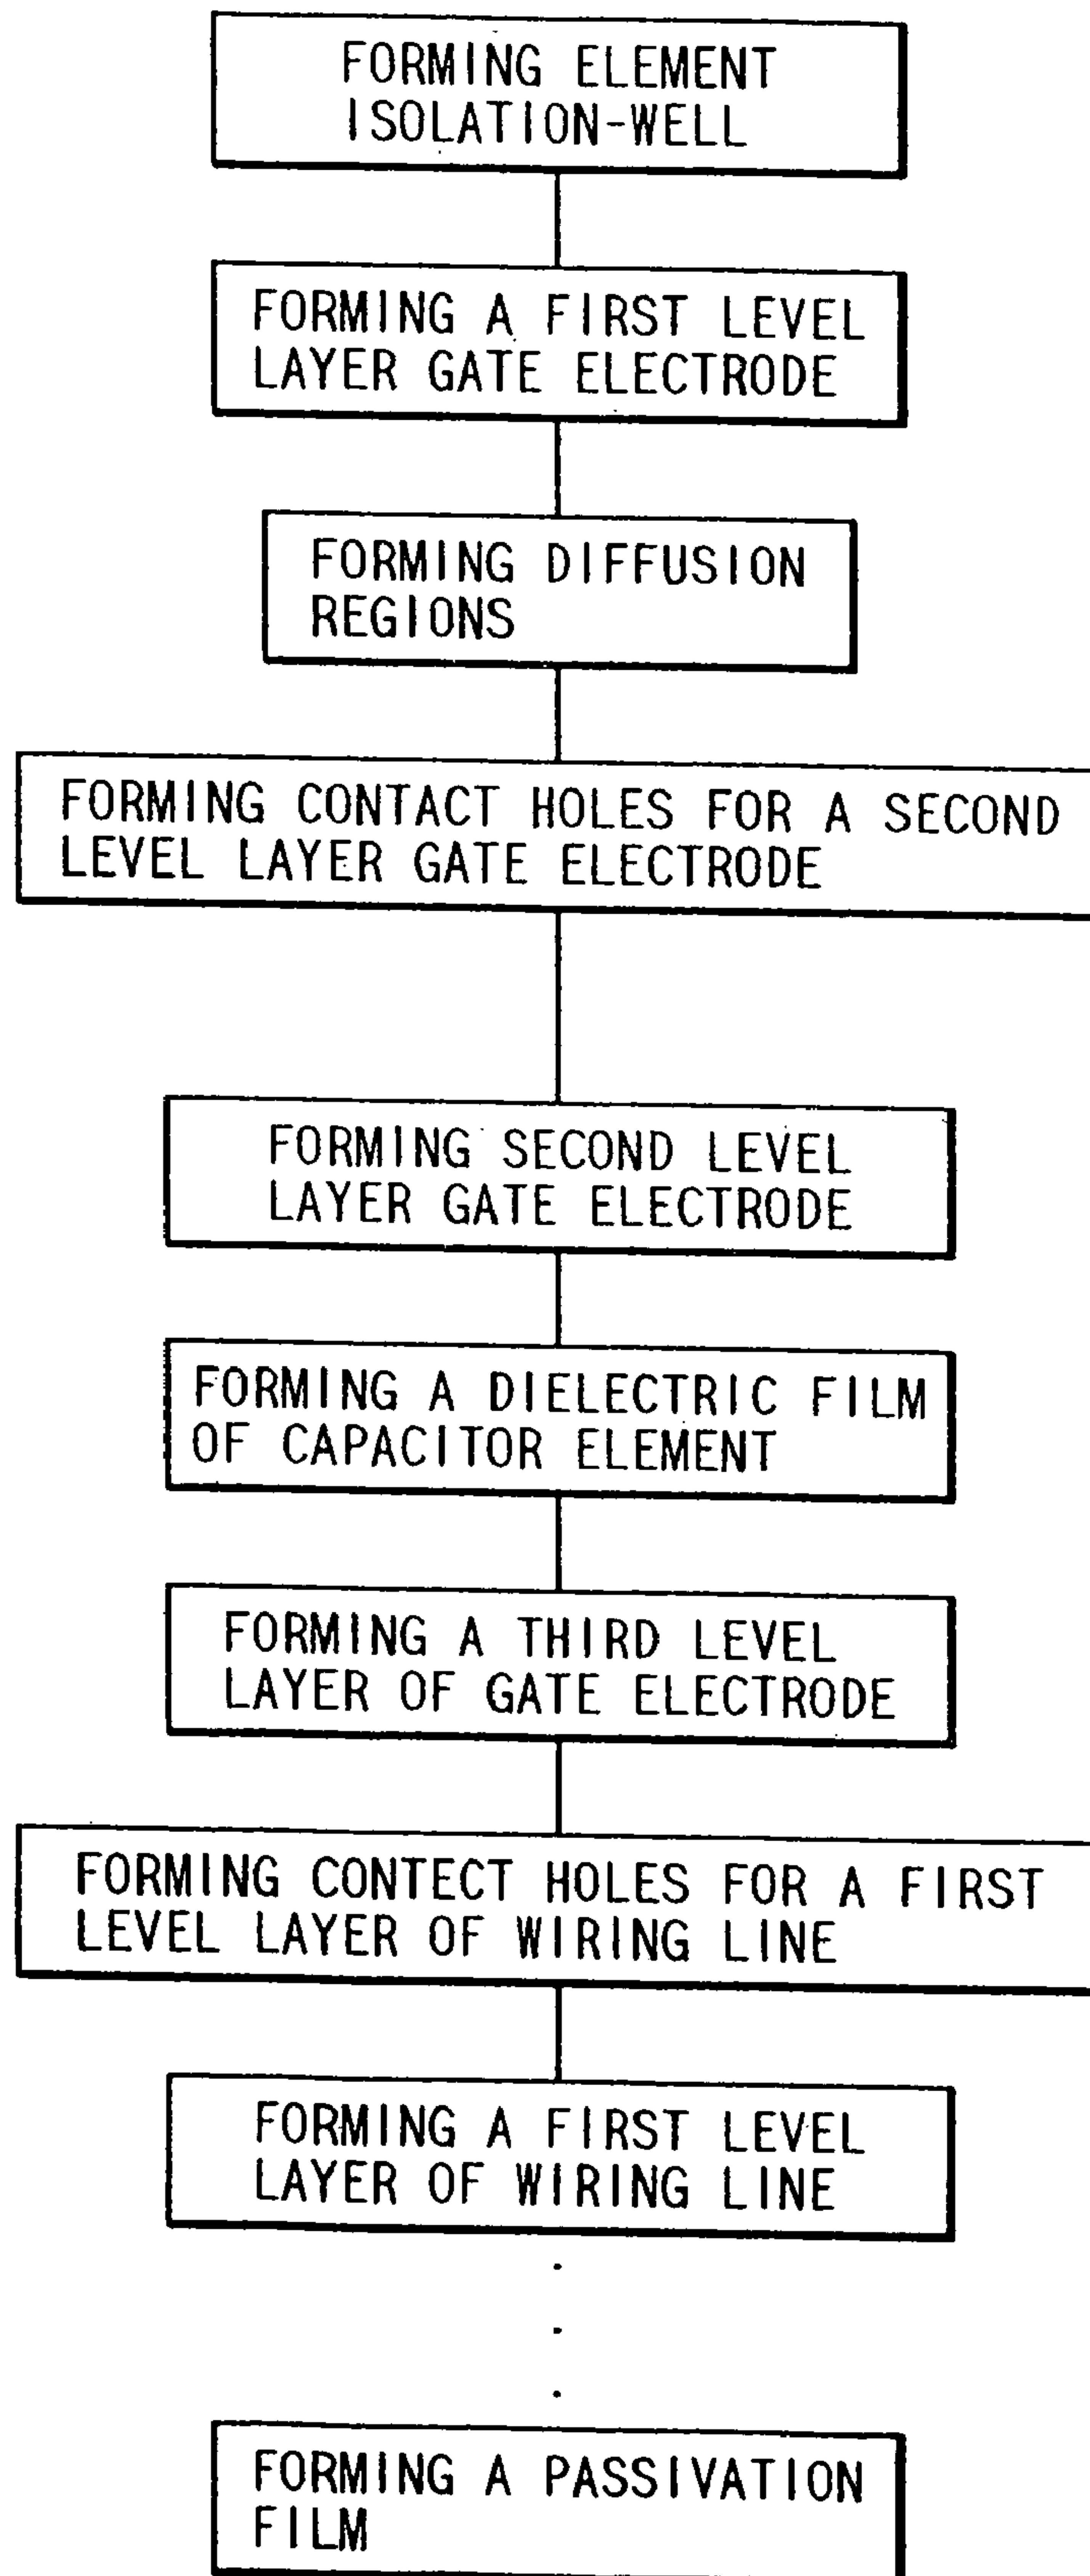 FORMING ELEMENT
ISOLATION-WELL
FORMING A FIRST LEVEL
LAYER GATE ELECTRODE
FORMING DIFFUSION
REGIONS
FORMING CONTACT HOLES FOR A SECOND
LEVEL LAYER GATE ELECTRODE
FORMING SECOND LEVEL
LAYER GATE ELECTRODE
FORMING A DIELECTRIC FILM
OF CAPACITOR ELEMENT
FORMING A THIRD LEVEL
LAYER OF GATE ELECTRODE
FORMING CONTECT HOLES FOR A FIRST
LEVEL LAYER OF WIRING LINE
FORMING A FIRST LEVEL
LAYER OF WIRING LINE
FORMING A PASSIVATION
FILM